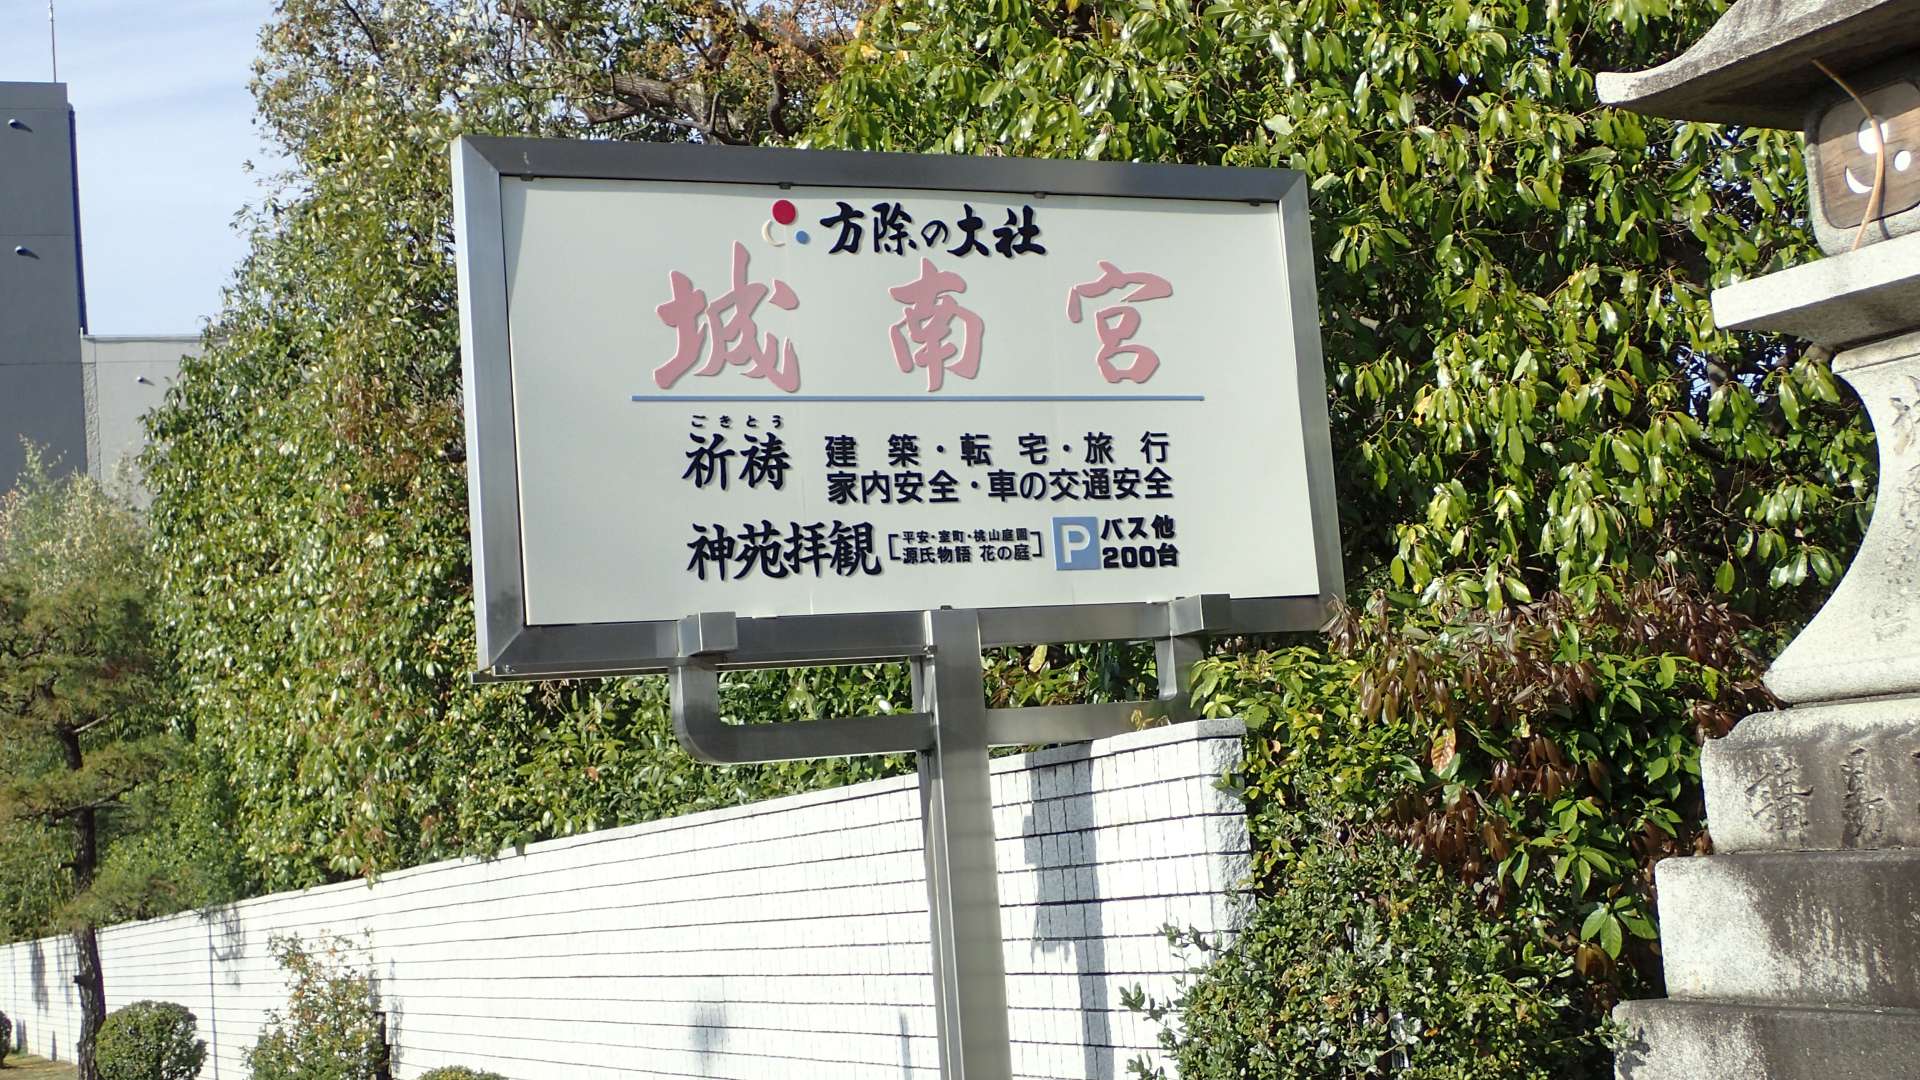 方除の大社
城南宮
ごきとう
祈祷 建築・転宅・旅行
家内安全・車の交通安全
神苑拝観 [平安・室町・桃山庭園
源氏物語 花の庭] P バス他
200台